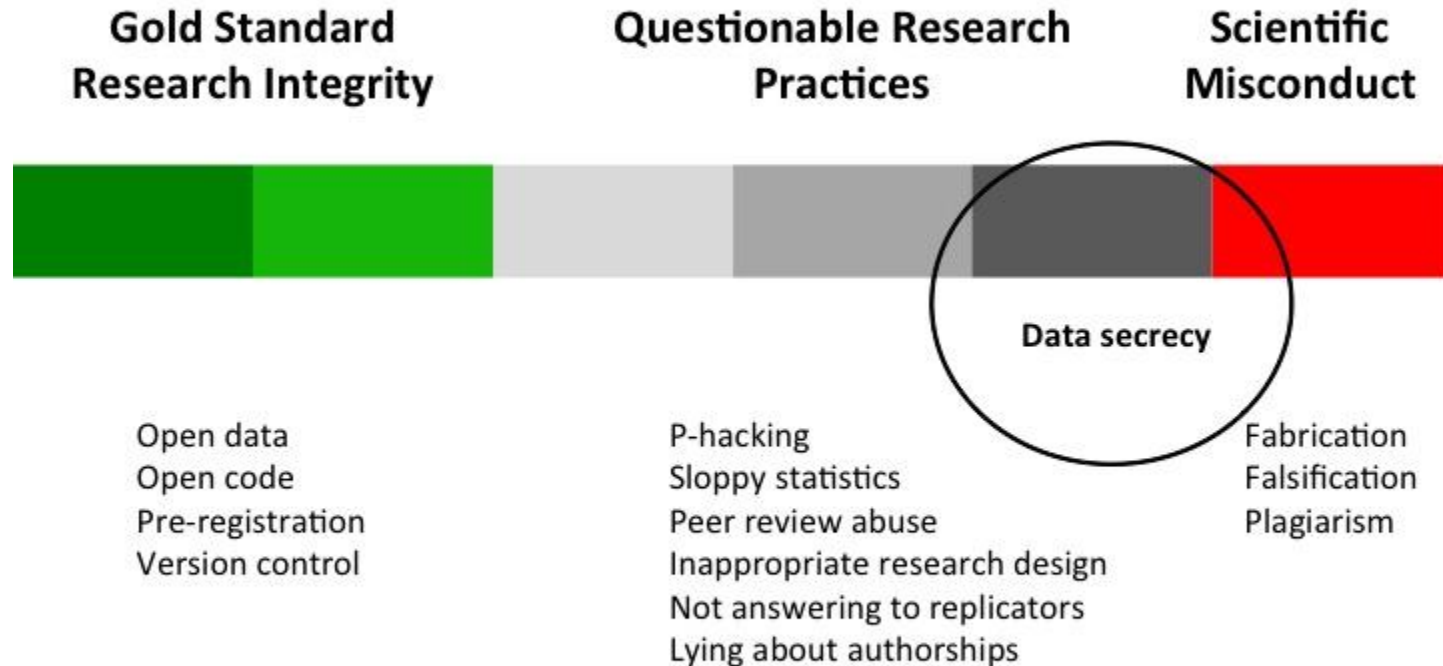 Gold Standard
Research Integrity
Questionable Research
Practices
Scientific
Misconduct
Data secrecy
Open data
Open code
Pre-registration
Version control
P-hacking
Sloppy statistics
Peer review abuse
Inappropriate research design
Not answering to replicators
Lying about authorships
Fabrication
Falsification
Plagiarism